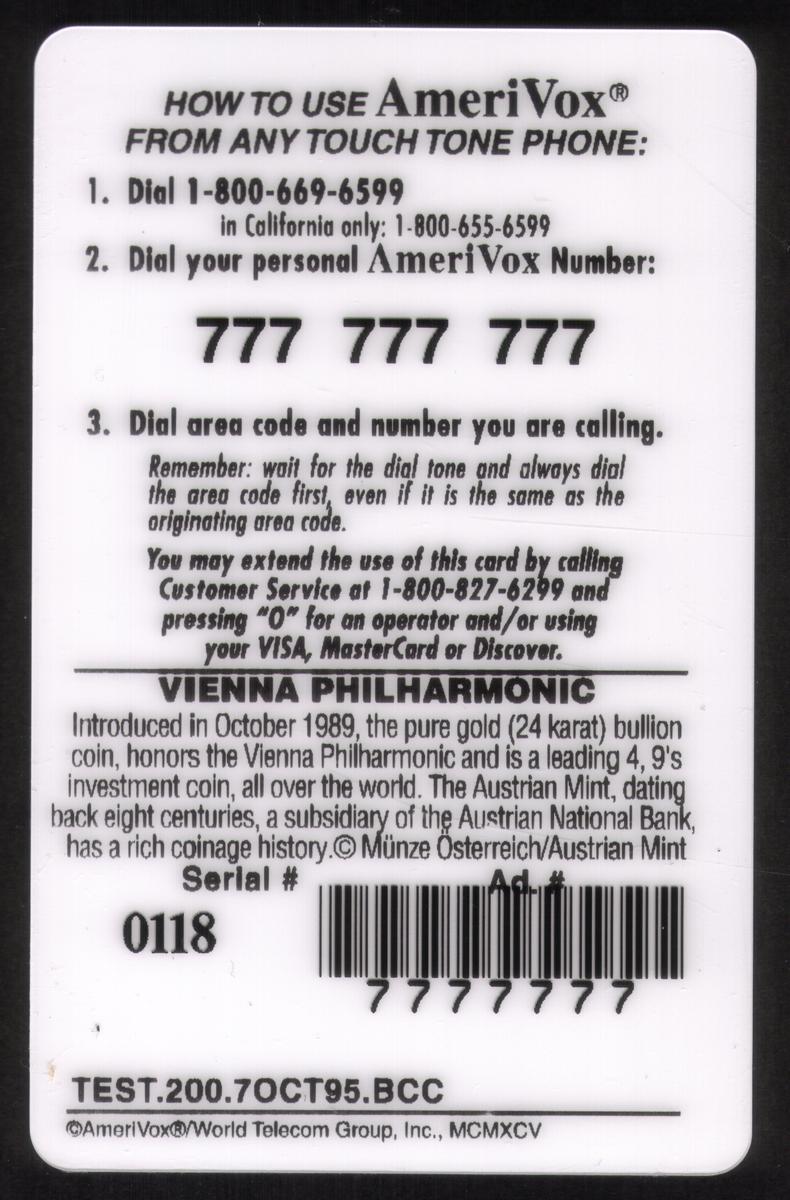 HOW TO USE AmeriVox®
FROM ANY TOUCH TONE PHONE:
1. Dial 1-800-669-6599
in California only: 1-800-655-6599
2. Dial your personal AmeriVox Number:
777 777 777
3. Dial area code and number you are calling.
Remember: wait for the dial tone and always dial
the area code first, even if it is the same as the
originating area code.
You may extend the use of this card by calling
Customer Service at 1-800-827-6299 and
pressing "O" for an operator and/or using
your VISA, MasterCard or Discover.
VIENNA PHILHARMONIC
Introduced in October 1989, the pure gold (24 karat) bullion
coin, honors the Vienna Philharmonic and is a leading 4, 9's
investment coin, all over the world. The Austrian Mint, dating
back eight centuries, a subsidiary of the Austrian National Bank,
has a rich coinage history.© Münze Österreich/Austrian Mint
Serial # Ad. #
0118
7777777
TEST.200.7OCT95.BCC
©AmeriVox®/World Telecom Group, Inc., MCMXCV